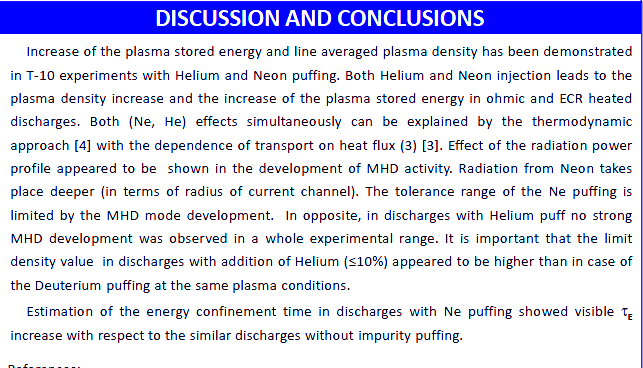 DISCUSSION AND CONCLUSIONS
Increase of the plasma stored energy and line averaged plasma density has been demonstrated
in T-10 experiments with Helium and Neon puffing. Both Helium and Neon injection leads to the
plasma density increase and the increase of the plasma stored energy in ohmic and ECR heated
discharges. Both (Ne, He) effects simultaneously can be explained by the thermodynamic
approach [4] with the dependence of transport on heat flux (3) [3]. Effect of the radiation power
profile appeared to be shown in the development of MHD activity. Radiation from Neon takes
place deeper (in terms of radius of current channel). The tolerance range of the Ne puffing is
limited by the MHD mode development. In opposite, in discharges with Helium puff no strong
MHD development was observed in a whole experimental range. It is important that the limit
density value in discharges with addition of Helium (≤10%) appeared to be higher than in case of
the Deuterium puffing at the same plasma conditions.
Estimation of the energy confinement time in discharges with Ne puffing showed visible τE
increase with respect to the similar discharges without impurity puffing.